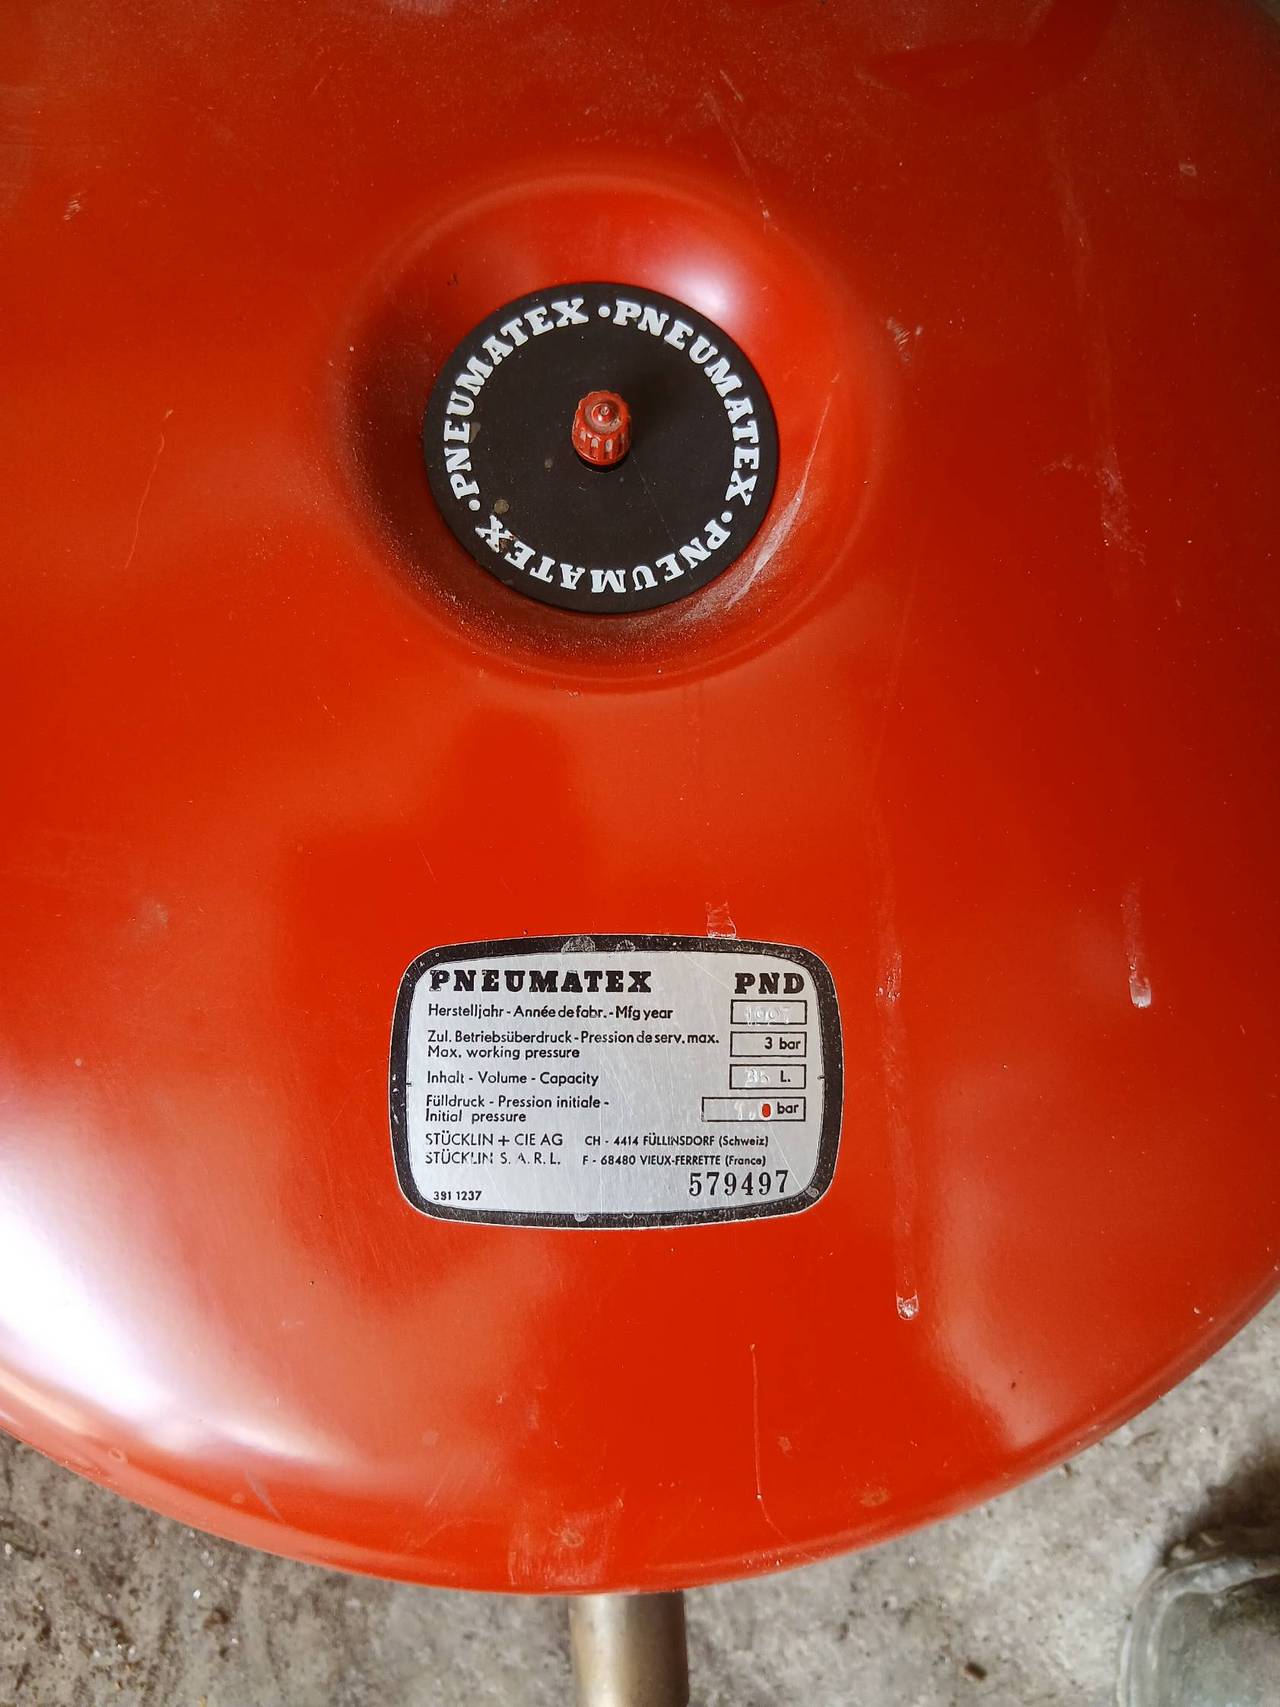 PNEUMATEX · PNEUMATEX · PNEUMATEX ·
PNEUMATEX PND
Herstelljahr - Année de fabr. - Mfg year
Zul. Betriebsüberdruck - Pression de serv. max.
Max. working pressure 3 bar
Inhalt - Volume - Capacity L.
Fülldruck - Pression initiale -
Initial pressure bar
STÜCKLIN + CIE AG CH - 4414 FÜLLINSDORF (Schweiz)
STÜCKLIN S. A. R. L. F - 68480 VIEUX-FERRETTE (France)
579497
391 1237